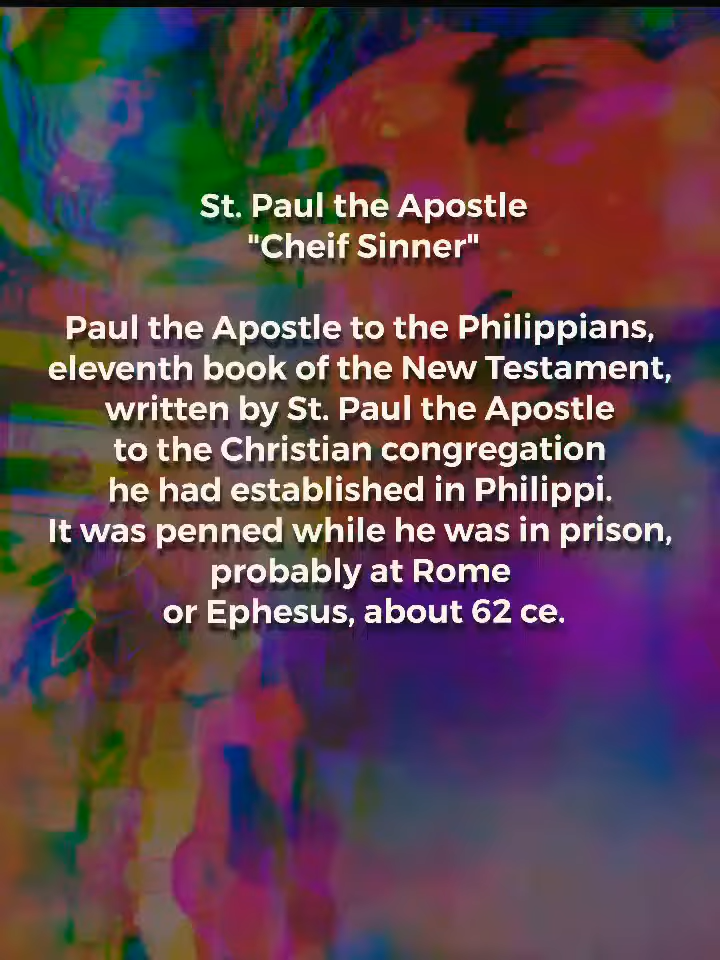 St. Paul the Apostle
"Cheif Sinner"
Paul the Apostle to the Philippians,
eleventh book of the New Testament,
written by St. Paul the Apostle
to the Christian congregation
he had established in Philippi.
It was penned while he was in prison,
probably at Rome
or Ephesus, about 62 ce.